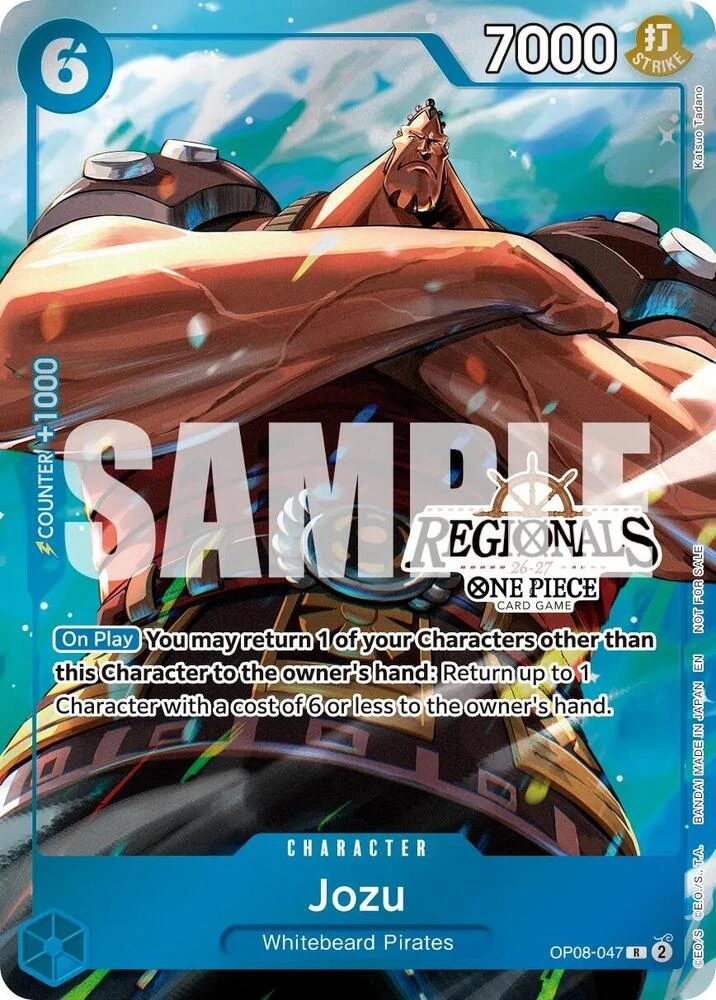 6
7000
打
STRIKE
Katsuo Tadano
COUNTER +1000
SAMPLE
REGIONALS
26-27
ONE PIECE
CARD GAME
On Play You may return 1 of your Characters other than
this Character to the owner's hand: Return up to 1
Character with a cost of 6 or less to the owner's hand.
©E.O/S ©E.O./S., T.A. BANDAI MADE IN JAPAN EN NOT FOR SALE
CHARACTER
Jozu
Whitebeard Pirates
OP08-047 R 2